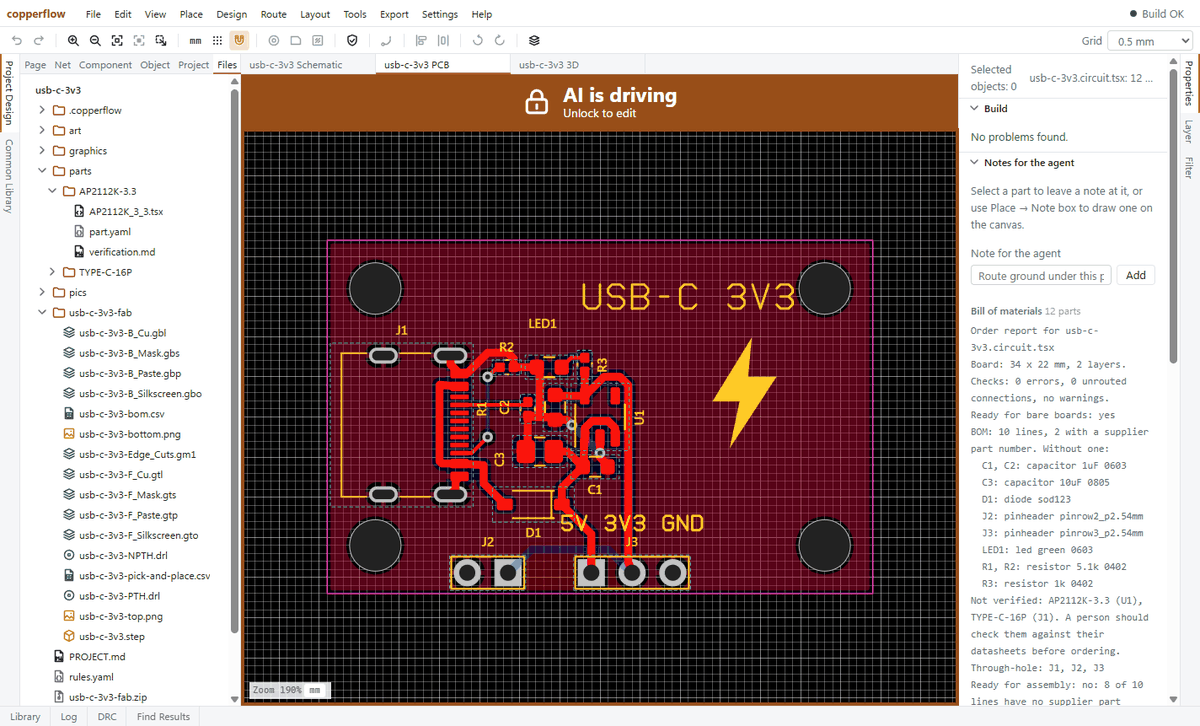 copperflow File Edit View Place Design Route Layout Tools Export Settings Help Build OK
mm Grid 0.5 mm
Project Design
Common Library
Page Net Component Object Project Files
usb-c-3v3
.copperflow
art
graphics
parts
AP2112K-3.3
AP2112K_3_3.tsx
part.yaml
verification.md
TYPE-C-16P
pics
usb-c-3v3-fab
usb-c-3v3-B_Cu.gbl
usb-c-3v3-B_Mask.gbs
usb-c-3v3-B_Paste.gbp
usb-c-3v3-B_Silkscreen.gbo
usb-c-3v3-bom.csv
usb-c-3v3-bottom.png
usb-c-3v3-Edge_Cuts.gm1
usb-c-3v3-F_Cu.gtl
usb-c-3v3-F_Mask.gts
usb-c-3v3-F_Paste.gtp
usb-c-3v3-F_Silkscreen.gto
usb-c-3v3-NPTH.drl
usb-c-3v3-pick-and-place.csv
usb-c-3v3-PTH.drl
usb-c-3v3-top.png
usb-c-3v3.step
PROJECT.md
rules.yaml
usb-c-3v3-fab.zip
usb-c-3v3 Schematic usb-c-3v3 PCB usb-c-3v3 3D
AI is driving
Unlock to edit
USB-C 3V3
J1
LED1
R2
R3
R1
C2
U1
C3
C1
D1
5V 3V3 GND
J2
J3
Zoom 190% mm
Selected
objects: 0
usb-c-3v3.circuit.tsx: 12 ...
Build
No problems found.
Notes for the agent
Select a part to leave a note at it, or
use Place → Note box to draw one on
the canvas.
Note for the agent
Route ground under this p Add
Bill of materials 12 parts
Order report for usb-c-
3v3.circuit.tsx
Board: 34 x 22 mm, 2 layers.
Checks: 0 errors, 0 unrouted
connections, no warnings.
Ready for bare boards: yes
BOM: 10 lines, 2 with a supplier
part number. Without one:
C1, C2: capacitor 1uF 0603
C3: capacitor 10uF 0805
D1: diode sod123
J2: pinheader pinrow2_p2.54mm
J3: pinheader pinrow3_p2.54mm
LED1: led green 0603
R1, R2: resistor 5.1k 0402
R3: resistor 1k 0402
Not verified: AP2112K-3.3 (U1),
TYPE-C-16P (J1). A person should
check them against their
datasheets before ordering.
Through-hole: J1, J2, J3
Ready for assembly: no: 8 of 10
lines have no supplier part
Properties
Layer
Filter
Library Log DRC Find Results